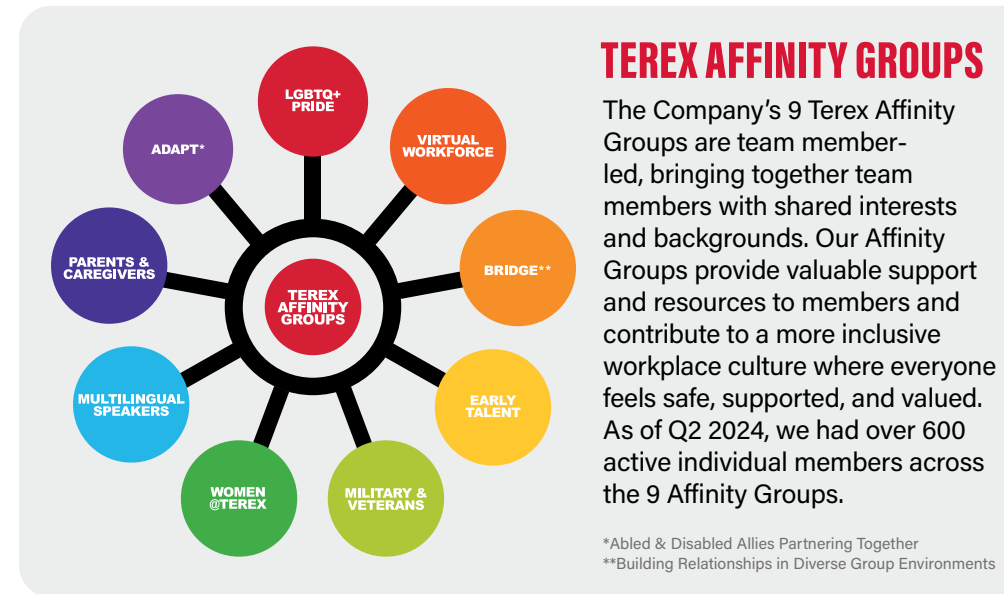 LGBTQ+
PRIDE
VIRTUAL
WORKFORCE
BRIDGE**
EARLY
TALENT
MILITARY &
VETERANS
WOMEN
@TEREX
MULTILINGUAL
SPEAKERS
PARENTS &
CAREGIVERS
ADAPT*
TEREX
AFFINITY
GROUPS
TEREX AFFINITY GROUPS
The Company's 9 Terex Affinity
Groups are team member-
led, bringing together team
members with shared interests
and backgrounds. Our Affinity
Groups provide valuable support
and resources to members and
contribute to a more inclusive
workplace culture where everyone
feels safe, supported, and valued.
As of Q2 2024, we had over 600
active individual members across
the 9 Affinity Groups.
*Abled & Disabled Allies Partnering Together
**Building Relationships in Diverse Group Environments